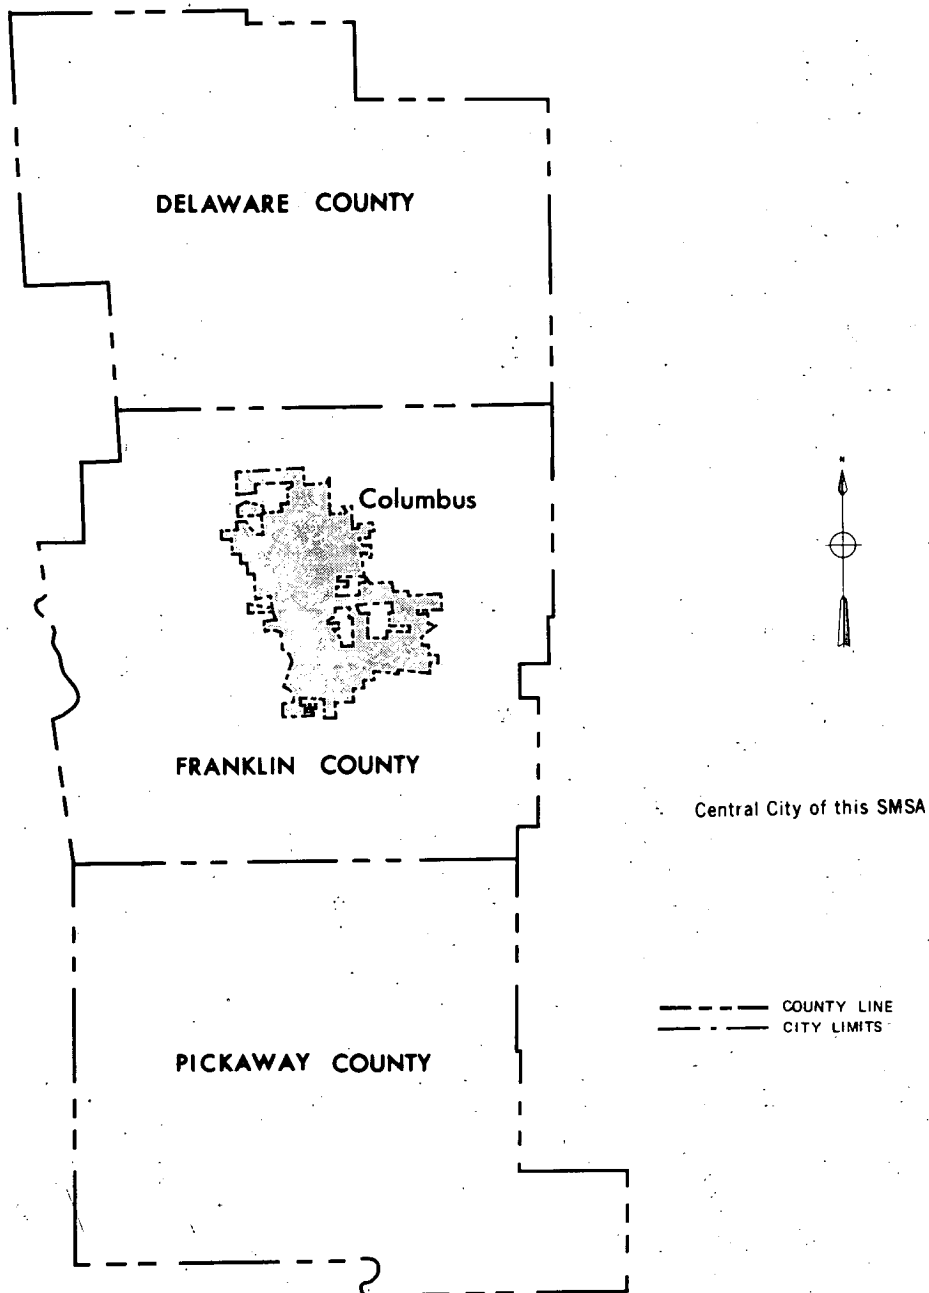 DELAWARE COUNTY
Columbus
N
FRANKLIN COUNTY
Central City of this SMSA
COUNTY LINE
CITY LIMITS
PICKAWAY COUNTY